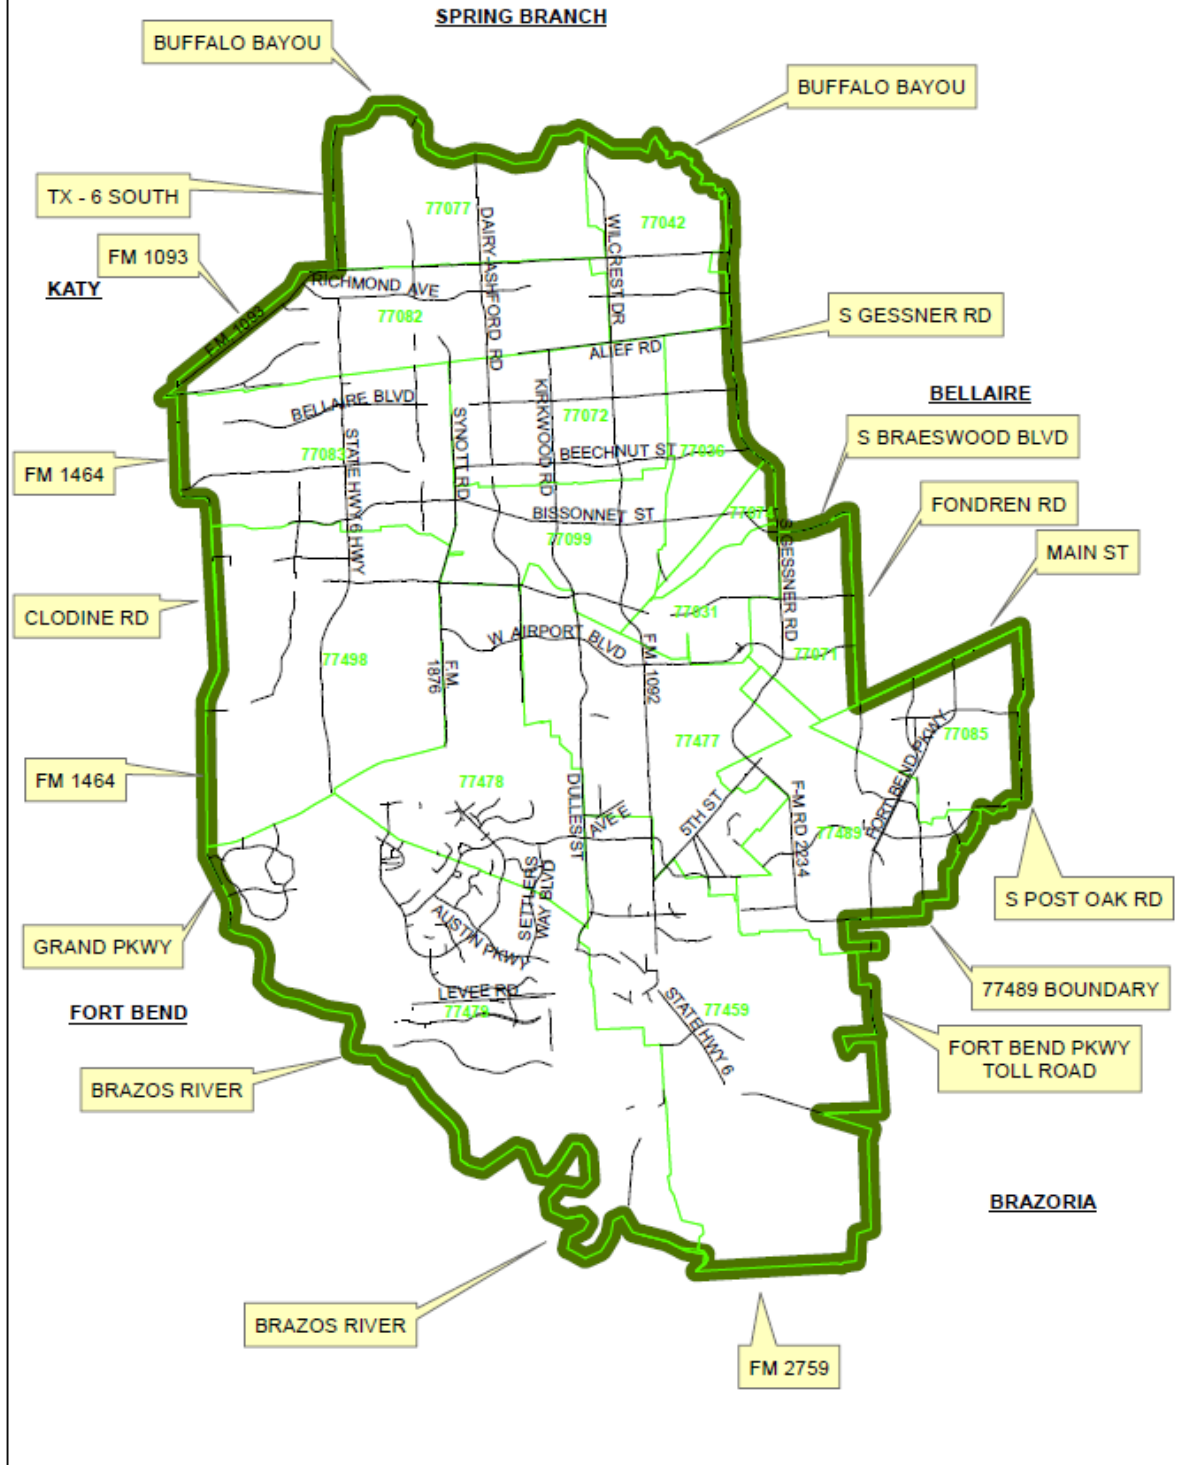 SPRING BRANCH
BUFFALO BAYOU
BUFFALO BAYOU
TX - 6 SOUTH
77077
DAIRY-ASHFORD RD
WILCREST DR
77042
FM 1093
KATY
RICHMOND AVE
77082
F.M. 1093
S GESSNER RD
ALIEF RD
BELLAIRE
BELLAIRE BLVD
KIRKWOOD RD
77072
SYNOTT RD
STATE HWY 6 HWY
77083
BEECHNUT ST
77036
S BRAESWOOD BLVD
FM 1464
BISSONNET ST
77099
7707
S GESSNER RD
FONDREN RD
MAIN ST
CLODINE RD
77031
W AIRPORT BLVD
F.M. 1092
77071
77498
F.M.
1876
77477
77085
FORT BEND PKWY
FM 1464
77478
DULLES ST
AVE E
5TH ST
F-M RD 2234
77489
SETTLERS
WAY BLVD
AUSTIN PKWY
S POST OAK RD
GRAND PKWY
77489 BOUNDARY
LEVEE RD
77479
STATE HWY 6
77459
FORT BEND
FORT BEND PKWY
TOLL ROAD
BRAZOS RIVER
BRAZORIA
BRAZOS RIVER
FM 2759